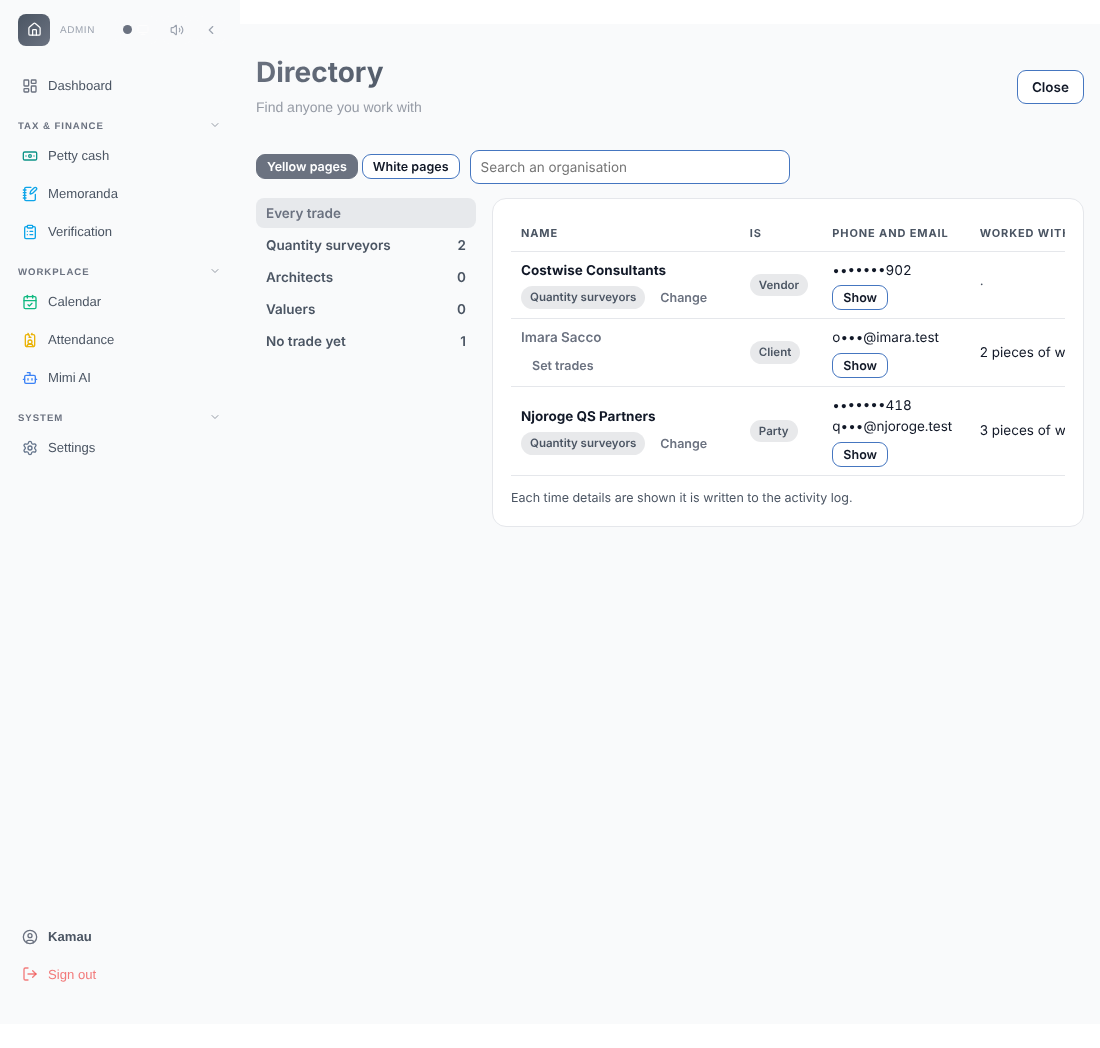 ADMIN
Dashboard
TAX & FINANCE
Petty cash
Memoranda
Verification
WORKPLACE
Calendar
Attendance
Mimi AI
SYSTEM
Settings
Kamau
Sign out
Directory
Find anyone you work with
Close
Yellow pages
White pages
Search an organisation
Every trade
Quantity surveyors 2
Architects 0
Valuers 0
No trade yet 1
NAME IS PHONE AND EMAIL WORKED WITH
Costwise Consultants
Quantity surveyors Change
Vendor
•••••••902
Show
.
Imara Sacco
Set trades
Client
o•••@imara.test
Show
2 pieces of w
Njoroge QS Partners
Quantity surveyors Change
Party
•••••••418
q•••@njoroge.test
Show
3 pieces of w
Each time details are shown it is written to the activity log.